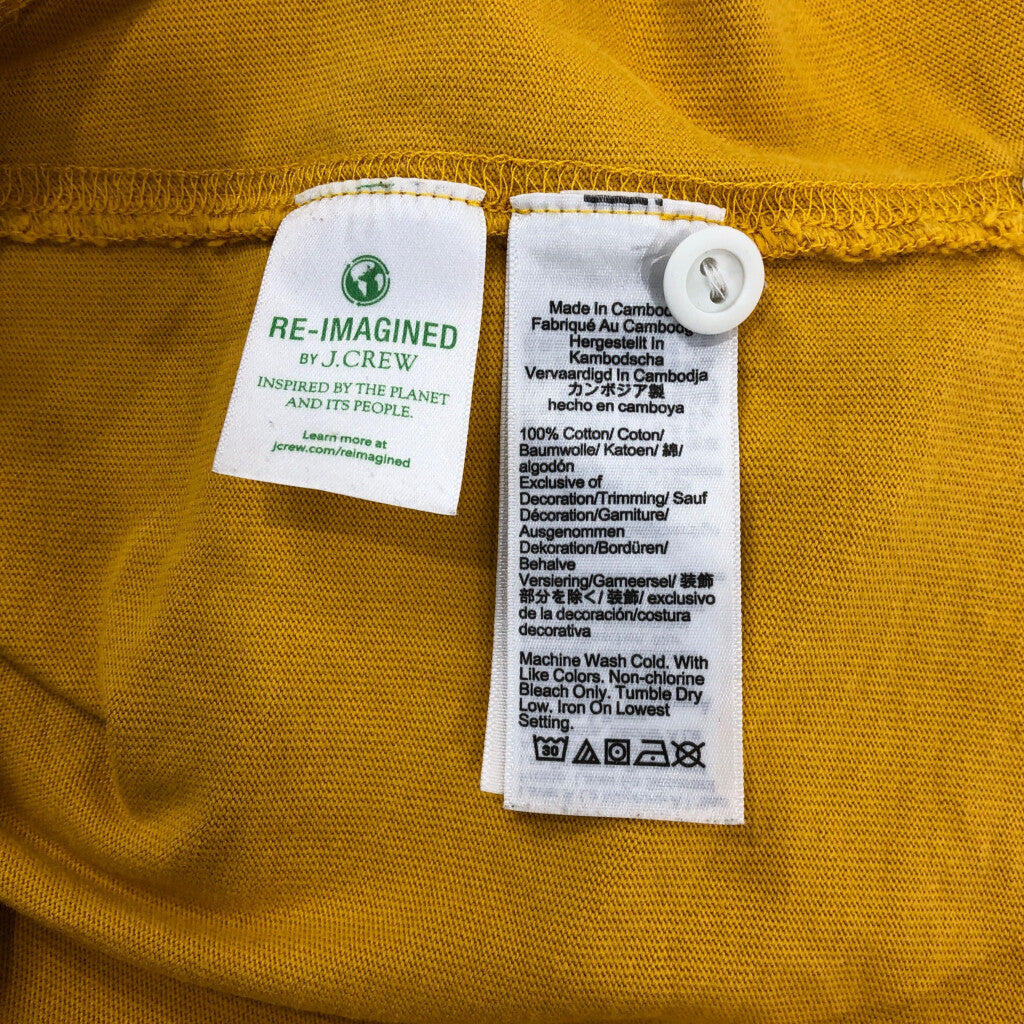 RE-IMAGINED
BY J.CREW
INSPIRED BY THE PLANET
AND ITS PEOPLE.
Learn more at
jcrew.com/reimagined
Made In
Fabriqué Au
Hergestellt In
Kambodscha
Vervaardigd In Cambodja
カンボジア製
hecho en camboya
100% Cotton/ Coton/
Baumwolle/ Katoen/ 綿/
algodón
Exclusive of
Decoration/Trimming/ Sauf
Décoration/Garniture/
Ausgenommen
Dekoration/Bordüren/
Behalve
Versiering/Garneersel/ 装飾
部分を除く/ 装飾/ exclusivo
de la decoración/costura
decorativa
Machine Wash Cold. With
Like Colors. Non-chlorine
Bleach Only. Tumble Dry
Low. Iron On Lowest
Setting.
30